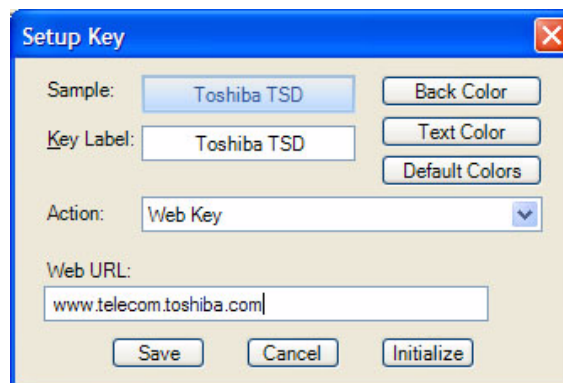 Setup Key
Sample: Toshiba TSD Back Color
Key Label: Toshiba TSD Text Color
Default Colors
Action: Web Key
Web URL:
www.telecom.toshiba.com
Save Cancel Initialize